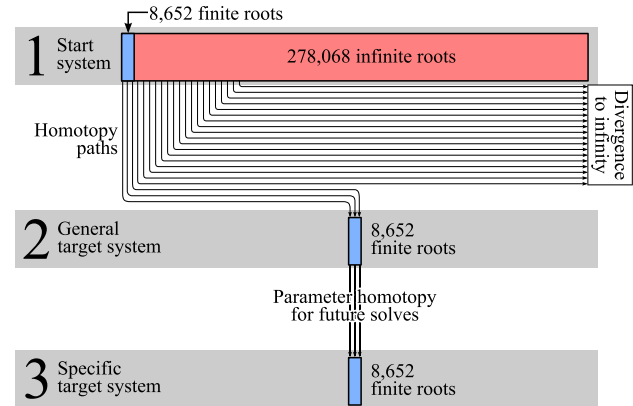 8,652 finite roots
1 Start
system
278,068 infinite roots
Homotopy
paths
Divergence
to infinity
2 General
target system
8,652
finite roots
Parameter homotopy
for future solves
3 Specific
target system
8,652
finite roots